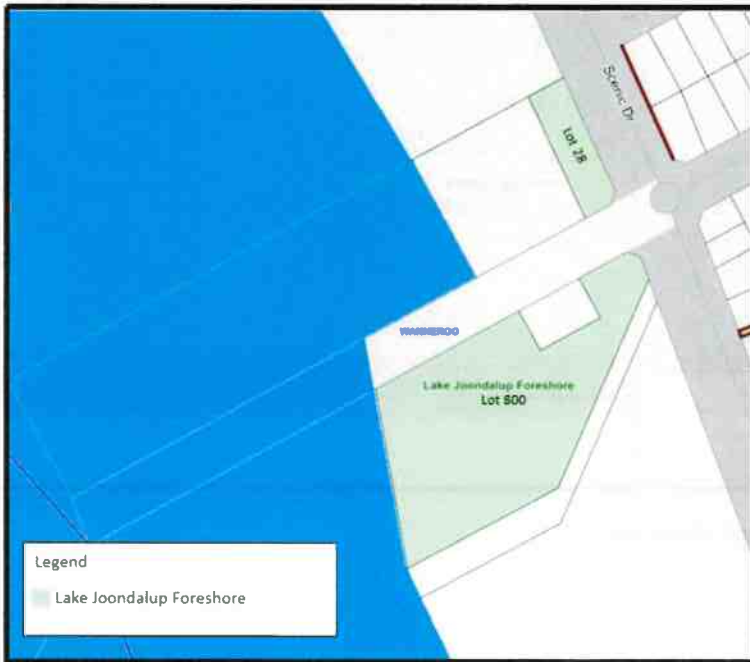 Scenic Dr
Lot 28
WANNEROO
Lake Joondalup Foreshore
Lot 800
Legend
Lake Joondalup Foreshore